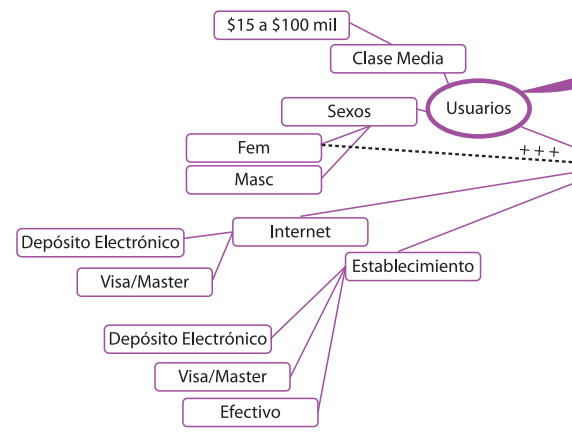 $15 a $100 mil
Clase Media
Usuarios
Sexos
Fem
+++
Masc
Internet
Depósito Electrónico
Visa/Master
Establecimiento
Depósito Electrónico
Visa/Master
Efectivo